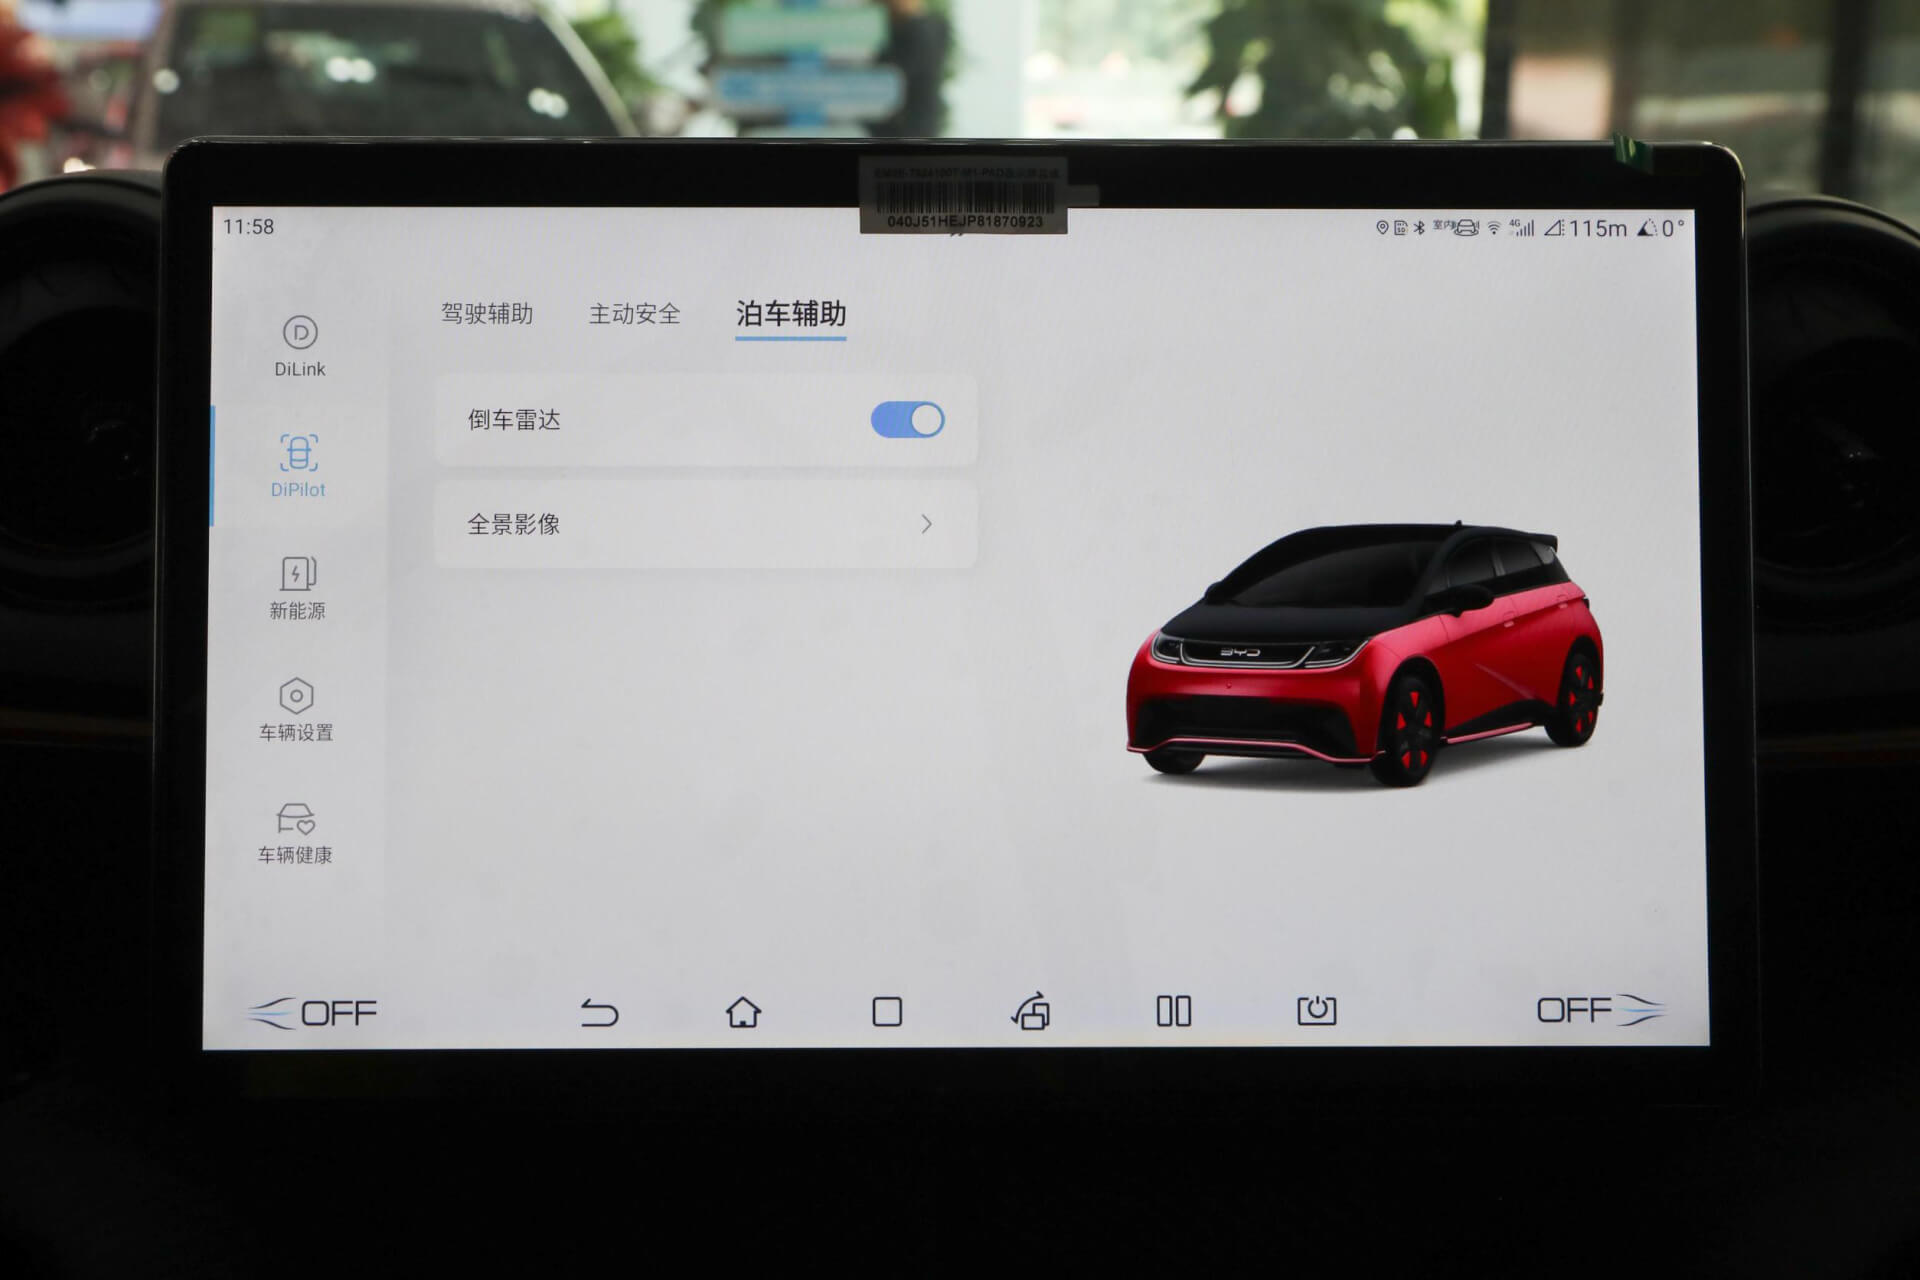 040J51HEJP81870923
11:58
室内
4G
115m
0°
驾驶辅助
主动安全
泊车辅助
DiLink
倒车雷达
DiPilot
全景影像
新能源
BYD
车辆设置
车辆健康
OFF
OFF